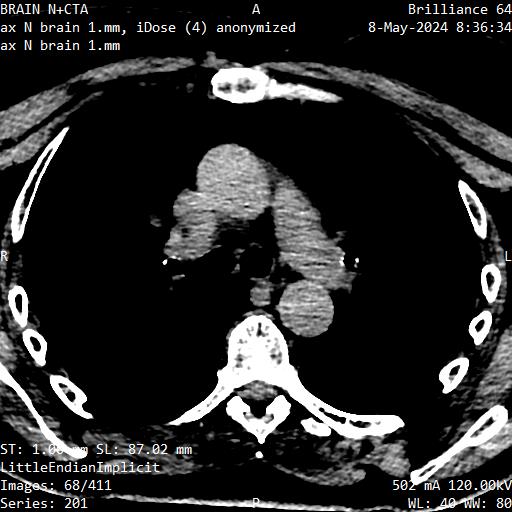 BRAIN N+CTA
A
Brilliance 64
ax N brain 1.mm, iDose (4) anonymized
8-May-2024 8:36:34
ax N brain 1.mm
R
L
ST: 1.00 mm SL: 87.02 mm
LittleEndianImplicit
Images: 68/411
502 mA 120.00kV
Series: 201
P
WL: 40 WW: 80